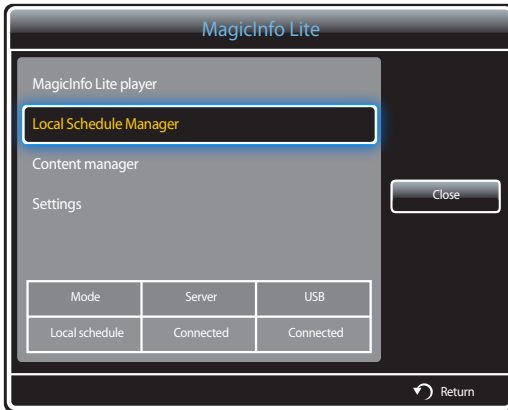 MagicInfo Lite
MagicInfo Lite player
Local Schedule Manager
Content manager
Settings
Close
Mode Server USB
Local schedule Connected Connected
Return